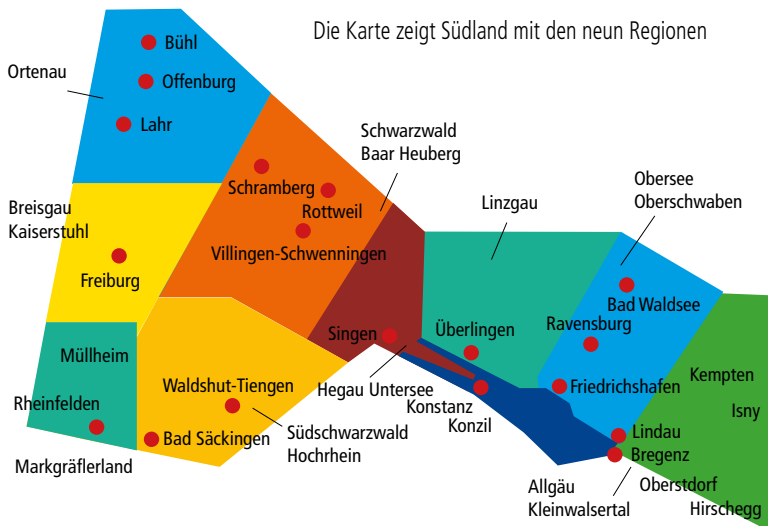 Die Karte zeigt Südland mit den neun Regionen
Bühl
Ortenau
Offenburg
Lahr
Schwarzwald
Baar Heuberg
Schramberg
Rottweil
Villingen-Schwenningen
Linzgau
Obersee
Oberschwaben
Breisgau
Kaiserstuhl
Freiburg
Bad Waldsee
Ravensburg
Singen
Überlingen
Müllheim
Waldshut-Tiengen
Hegau Untersee
Konstanz
Konzil
Friedrichshafen
Kempten
Isny
Rheinfelden
Bad Säckingen
Südschwarzwald
Hochrhein
Lindau
Bregenz
Markgräflerland
Allgäu
Kleinwalsertal
Oberstdorf
Hirschegg